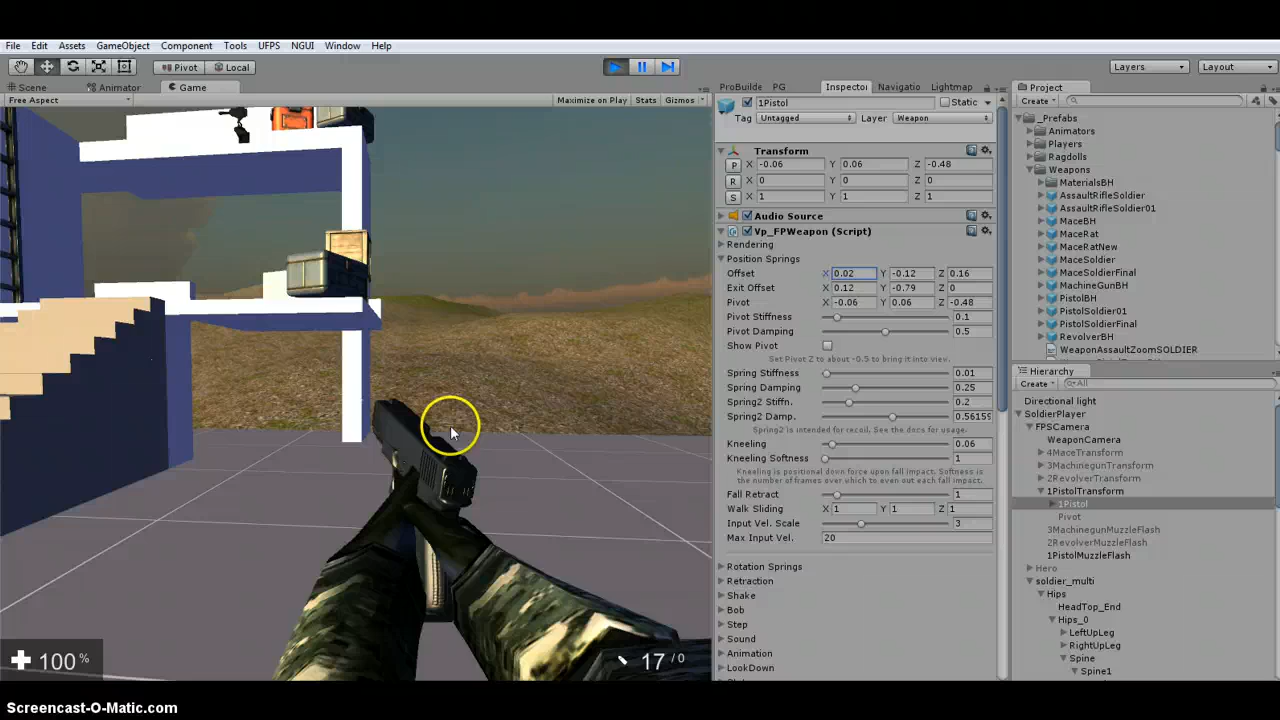 File Edit Assets GameObject Component Tools UFPS NGUI Window Help
Pivot Local Layers Layout
Scene Animator Game
Free Aspect Maximize on Play Stats Gizmos
100% 17/0
ProBuilde PG Inspector Navigatio Lightmap
1Pistol Static
Tag Untagged Layer Weapon
Transform
P X -0.06 Y 0.06 Z -0.48
R X 0 Y 0 Z 0
S X 1 Y 1 Z 1
Audio Source
Vp_FPWeapon (Script)
Rendering
Position Springs
Offset X 0.02 Y -0.12 Z 0.16
Exit Offset X 0.12 Y -0.79 Z 0
Pivot X -0.06 Y 0.06 Z -0.48
Pivot Stiffness 0.1
Pivot Damping 0.5
Show Pivot
Set Pivot Z to about -0.5 to bring it into view.
Spring Stiffness 0.01
Spring Damping 0.25
Spring2 Stiffn. 0.2
Spring2 Damp. 0.56159
Spring2 is intended for recoil. See the docs for usage.
Kneeling 0.06
Kneeling Softness 1
Kneeling is positional down force upon fall impact. Softness is
the number of frames over which to even out each fall impact.
Fall Retract 1
Walk Sliding X 1 Y 1 Z 1
Input Vel. Scale 3
Max Input Vel. 20
Rotation Springs
Retraction
Shake
Bob
Step
Sound
Animation
LookDown
Project
Create
_Prefabs
Animators
Players
Ragdolls
Weapons
MaterialsBH
AssaultRifleSoldier
AssaultRifleSoldier01
MaceBH
MaceRat
MaceRatNew
MaceSoldier
MaceSoldierFinal
MachineGunBH
PistolBH
PistolSoldier01
PistolSoldierFinal
RevolverBH
WeaponAssaultZoomSOLDIER
Hierarchy
Create All
Directional light
SoldierPlayer
FPSCamera
WeaponCamera
4MaceTransform
3MachinegunTransform
2RevolverTransform
1PistolTransform
1Pistol
Pivot
3MachinegunMuzzleFlash
2RevolverMuzzleFlash
1PistolMuzzleFlash
Hero
soldier_multi
Hips
HeadTop_End
Hips_0
LeftUpLeg
RightUpLeg
Spine
Spine1
Screencast-O-Matic.com